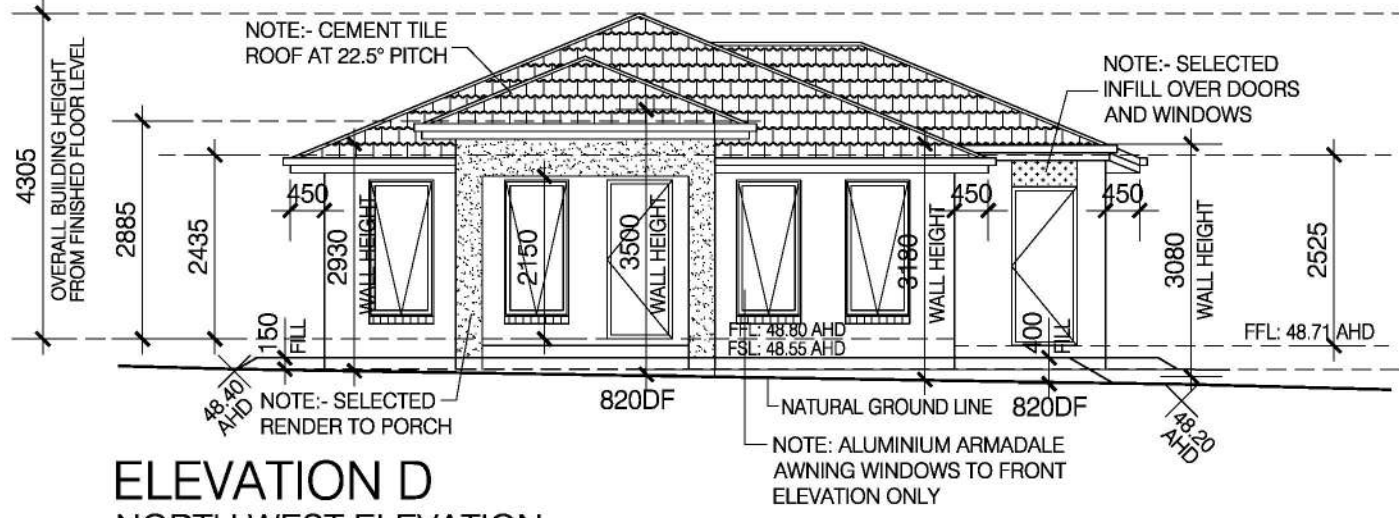 NOTE:- CEMENT TILE
ROOF AT 22.5° PITCH
NOTE:- SELECTED
INFILL OVER DOORS
AND WINDOWS
4305
OVERALL BUILDING HEIGHT
FROM FINISHED FLOOR LEVEL
2885
2435
450
2930
WALL HEIGHT
2150
3500
WALL HEIGHT
3180
WALL HEIGHT
450
450
3080
WALL HEIGHT
2525
150
FILL
FFL: 48.80 AHD
FSL: 48.55 AHD
400
FILL
FFL: 48.71 AHD
48.40
AHD
NOTE:- SELECTED
RENDER TO PORCH
820DF
NATURAL GROUND LINE
820DF
48.20
AHD
NOTE: ALUMINIUM ARMADALE
AWNING WINDOWS TO FRONT
ELEVATION ONLY
ELEVATION D
NORTH WEST ELEVATION